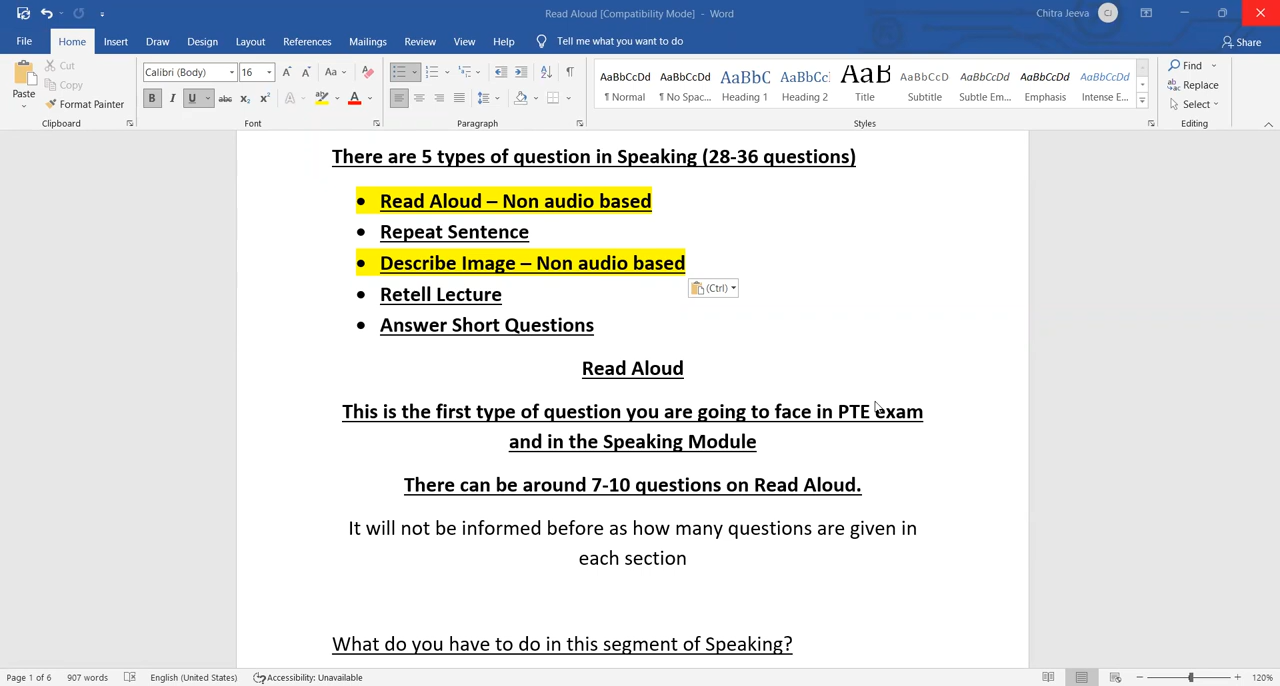 Read Aloud [Compatibility Mode] - Word
Chitra Jeeva
CJ
File Home Insert Draw Design Layout References Mailings Review View Help Tell me what you want to do
Share
Paste
Cut
Copy
Format Painter
Clipboard
Calibri (Body) 16
Font
Paragraph
AaBbCcDd AaBbCcDd AaBbC AaBbCc AaB AaBbCcDd AaBbCcDd AaBbCcDd AaBbCcDd
¶ Normal ¶ No Spac... Heading 1 Heading 2 Title Subtitle Subtle Em... Emphasis Intense E...
Styles
Find
Replace
Select
Editing
There are 5 types of question in Speaking (28-36 questions)
• Read Aloud – Non audio based
• Repeat Sentence
• Describe Image – Non audio based
(Ctrl)
• Retell Lecture
• Answer Short Questions
Read Aloud
This is the first type of question you are going to face in PTE exam
and in the Speaking Module
There can be around 7-10 questions on Read Aloud.
It will not be informed before as how many questions are given in
each section
What do you have to do in this segment of Speaking?
Page 1 of 6 907 words English (United States) Accessibility: Unavailable 120%